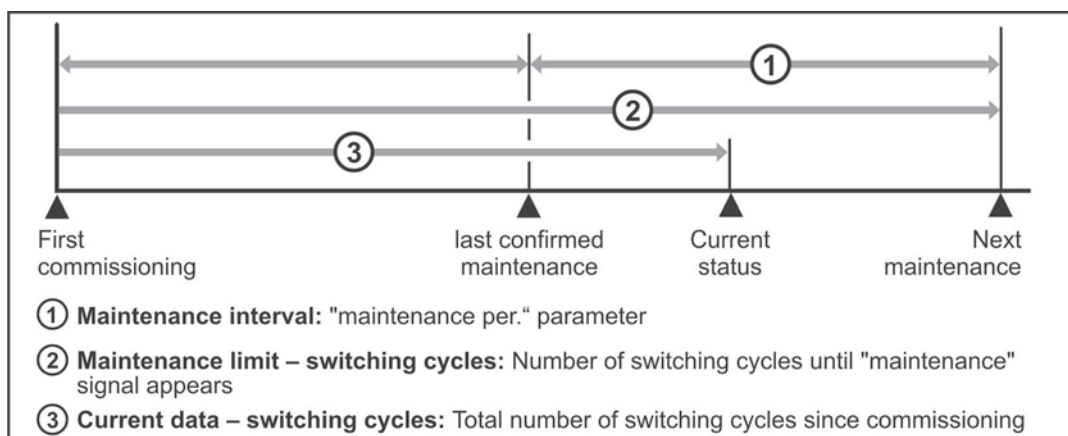 ①
②
③
First
commissioning
last confirmed
maintenance
Current
status
Next
maintenance
① Maintenance interval: "maintenance per.“ parameter
② Maintenance limit – switching cycles: Number of switching cycles until "maintenance"
signal appears
③ Current data – switching cycles: Total number of switching cycles since commissioning